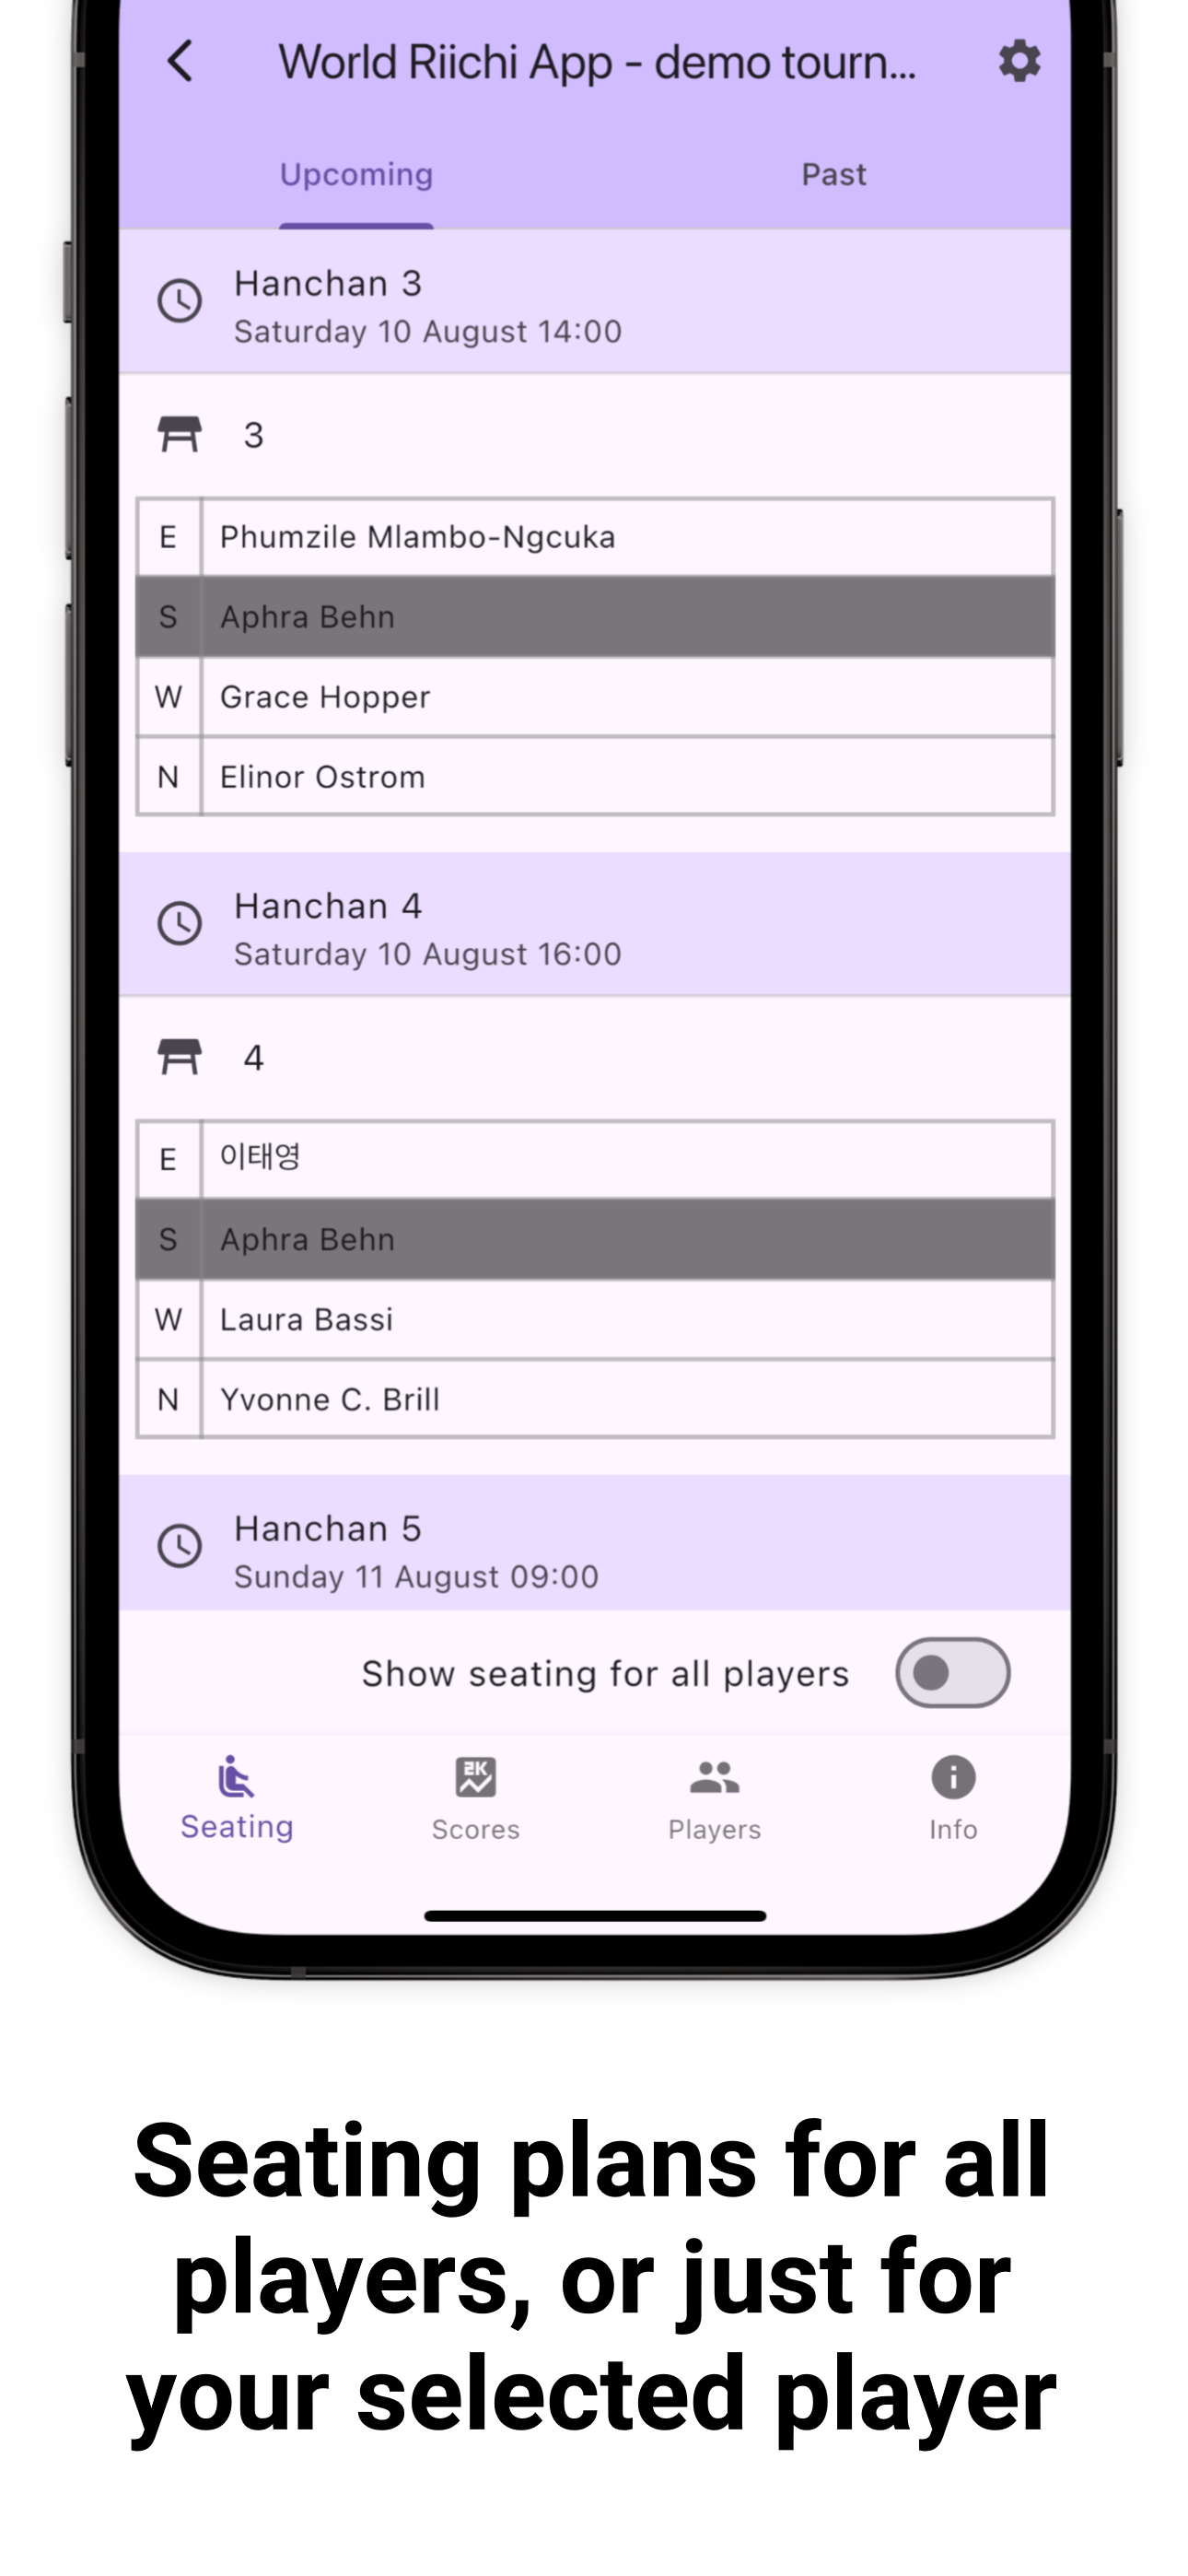 World Riichi App - demo tourn...
Upcoming
Past
Hanchan 3
Saturday 10 August 14:00
3
E Phumzile Mlambo-Ngcuka
S Aphra Behn
W Grace Hopper
N Elinor Ostrom
Hanchan 4
Saturday 10 August 16:00
4
E 이태영
S Aphra Behn
W Laura Bassi
N Yvonne C. Brill
Hanchan 5
Sunday 11 August 09:00
Show seating for all players
2K
Seating
Scores
Players
Info
Seating plans for all
players, or just for
your selected player